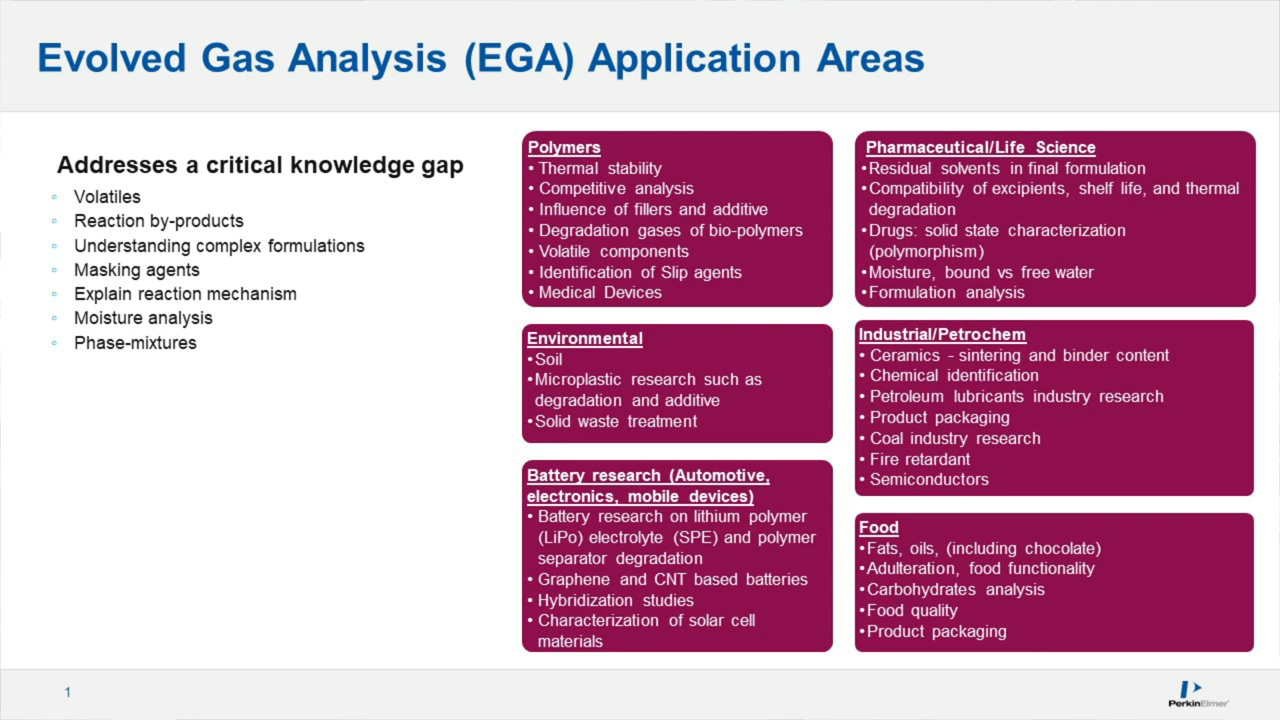 Evolved Gas Analysis (EGA) Application Areas
Addresses a critical knowledge gap
◦ Volatiles
◦ Reaction by-products
◦ Understanding complex formulations
◦ Masking agents
◦ Explain reaction mechanism
◦ Moisture analysis
◦ Phase-mixtures
Polymers
• Thermal stability
• Competitive analysis
• Influence of fillers and additive
• Degradation gases of bio-polymers
• Volatile components
• Identification of Slip agents
• Medical Devices
Environmental
•Soil
•Microplastic research such as
degradation and additive
•Solid waste treatment
Battery research (Automotive,
electronics, mobile devices)
• Battery research on lithium polymer
(LiPo) electrolyte (SPE) and polymer
separator degradation
• Graphene and CNT based batteries
• Hybridization studies
• Characterization of solar cell
materials
Pharmaceutical/Life Science
•Residual solvents in final formulation
•Compatibility of excipients, shelf life, and thermal
degradation
•Drugs: solid state characterization
(polymorphism)
•Moisture, bound vs free water
•Formulation analysis
Industrial/Petrochem
• Ceramics - sintering and binder content
• Chemical identification
• Petroleum lubricants industry research
• Product packaging
• Coal industry research
• Fire retardant
• Semiconductors
Food
•Fats, oils, (including chocolate)
•Adulteration, food functionality
•Carbohydrates analysis
•Food quality
•Product packaging
1
PerkinElmer